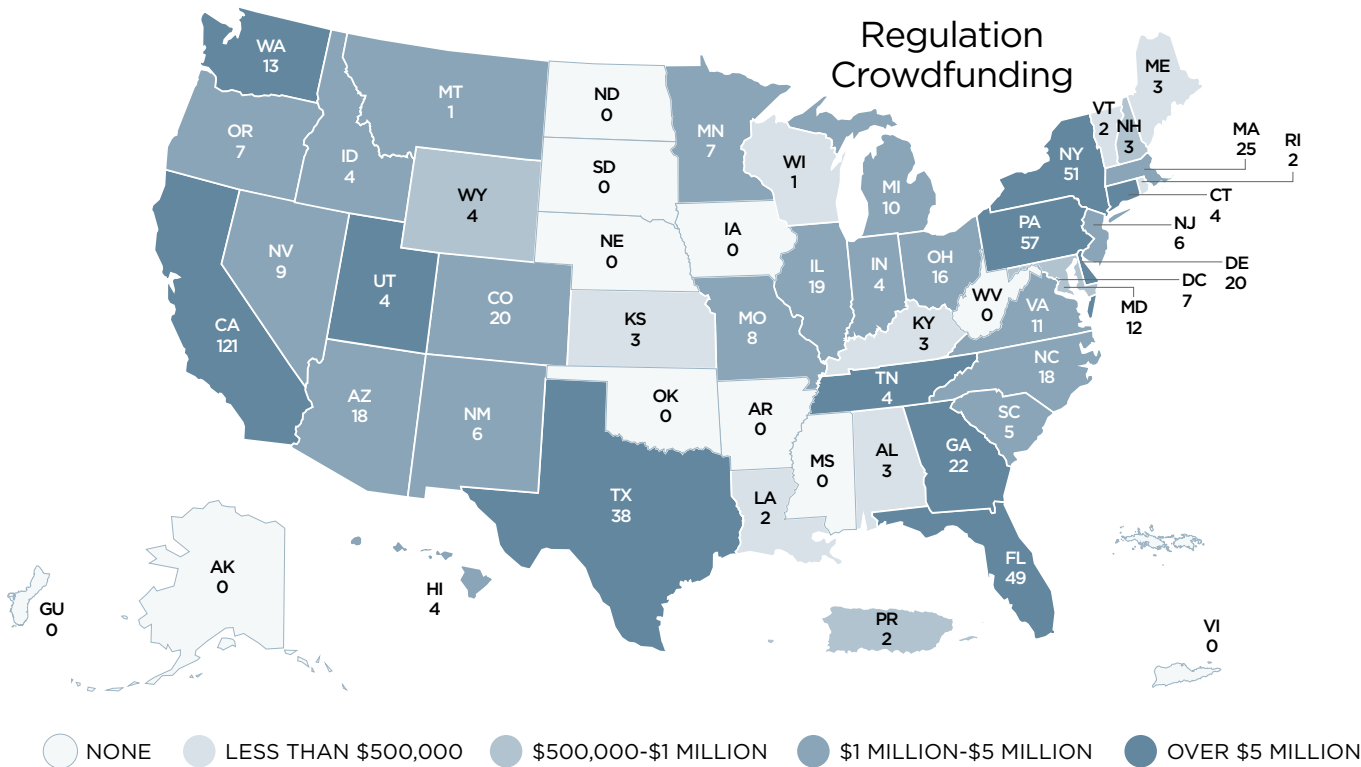 Regulation
Crowdfunding
WA
13
MT
1
ND
0
MN
7
OR
7
ID
4
SD
0
WI
1
MI
10
WY
4
NE
0
IA
0
NV
9
UT
4
CO
20
IL
19
IN
4
OH
16
PA
57
NY
51
VT
2
NH
3
ME
3
MA
25
RI
2
CT
4
NJ
6
DE
20
DC
7
MD
12
WV
0
VA
11
CA
121
KS
3
MO
8
KY
3
NC
18
TN
4
SC
5
AZ
18
NM
6
OK
0
AR
0
MS
0
AL
3
GA
22
TX
38
LA
2
FL
49
AK
0
GU
0
HI
4
PR
2
VI
0
NONE
LESS THAN $500,000
$500,000-$1 MILLION
$1 MILLION-$5 MILLION
OVER $5 MILLION